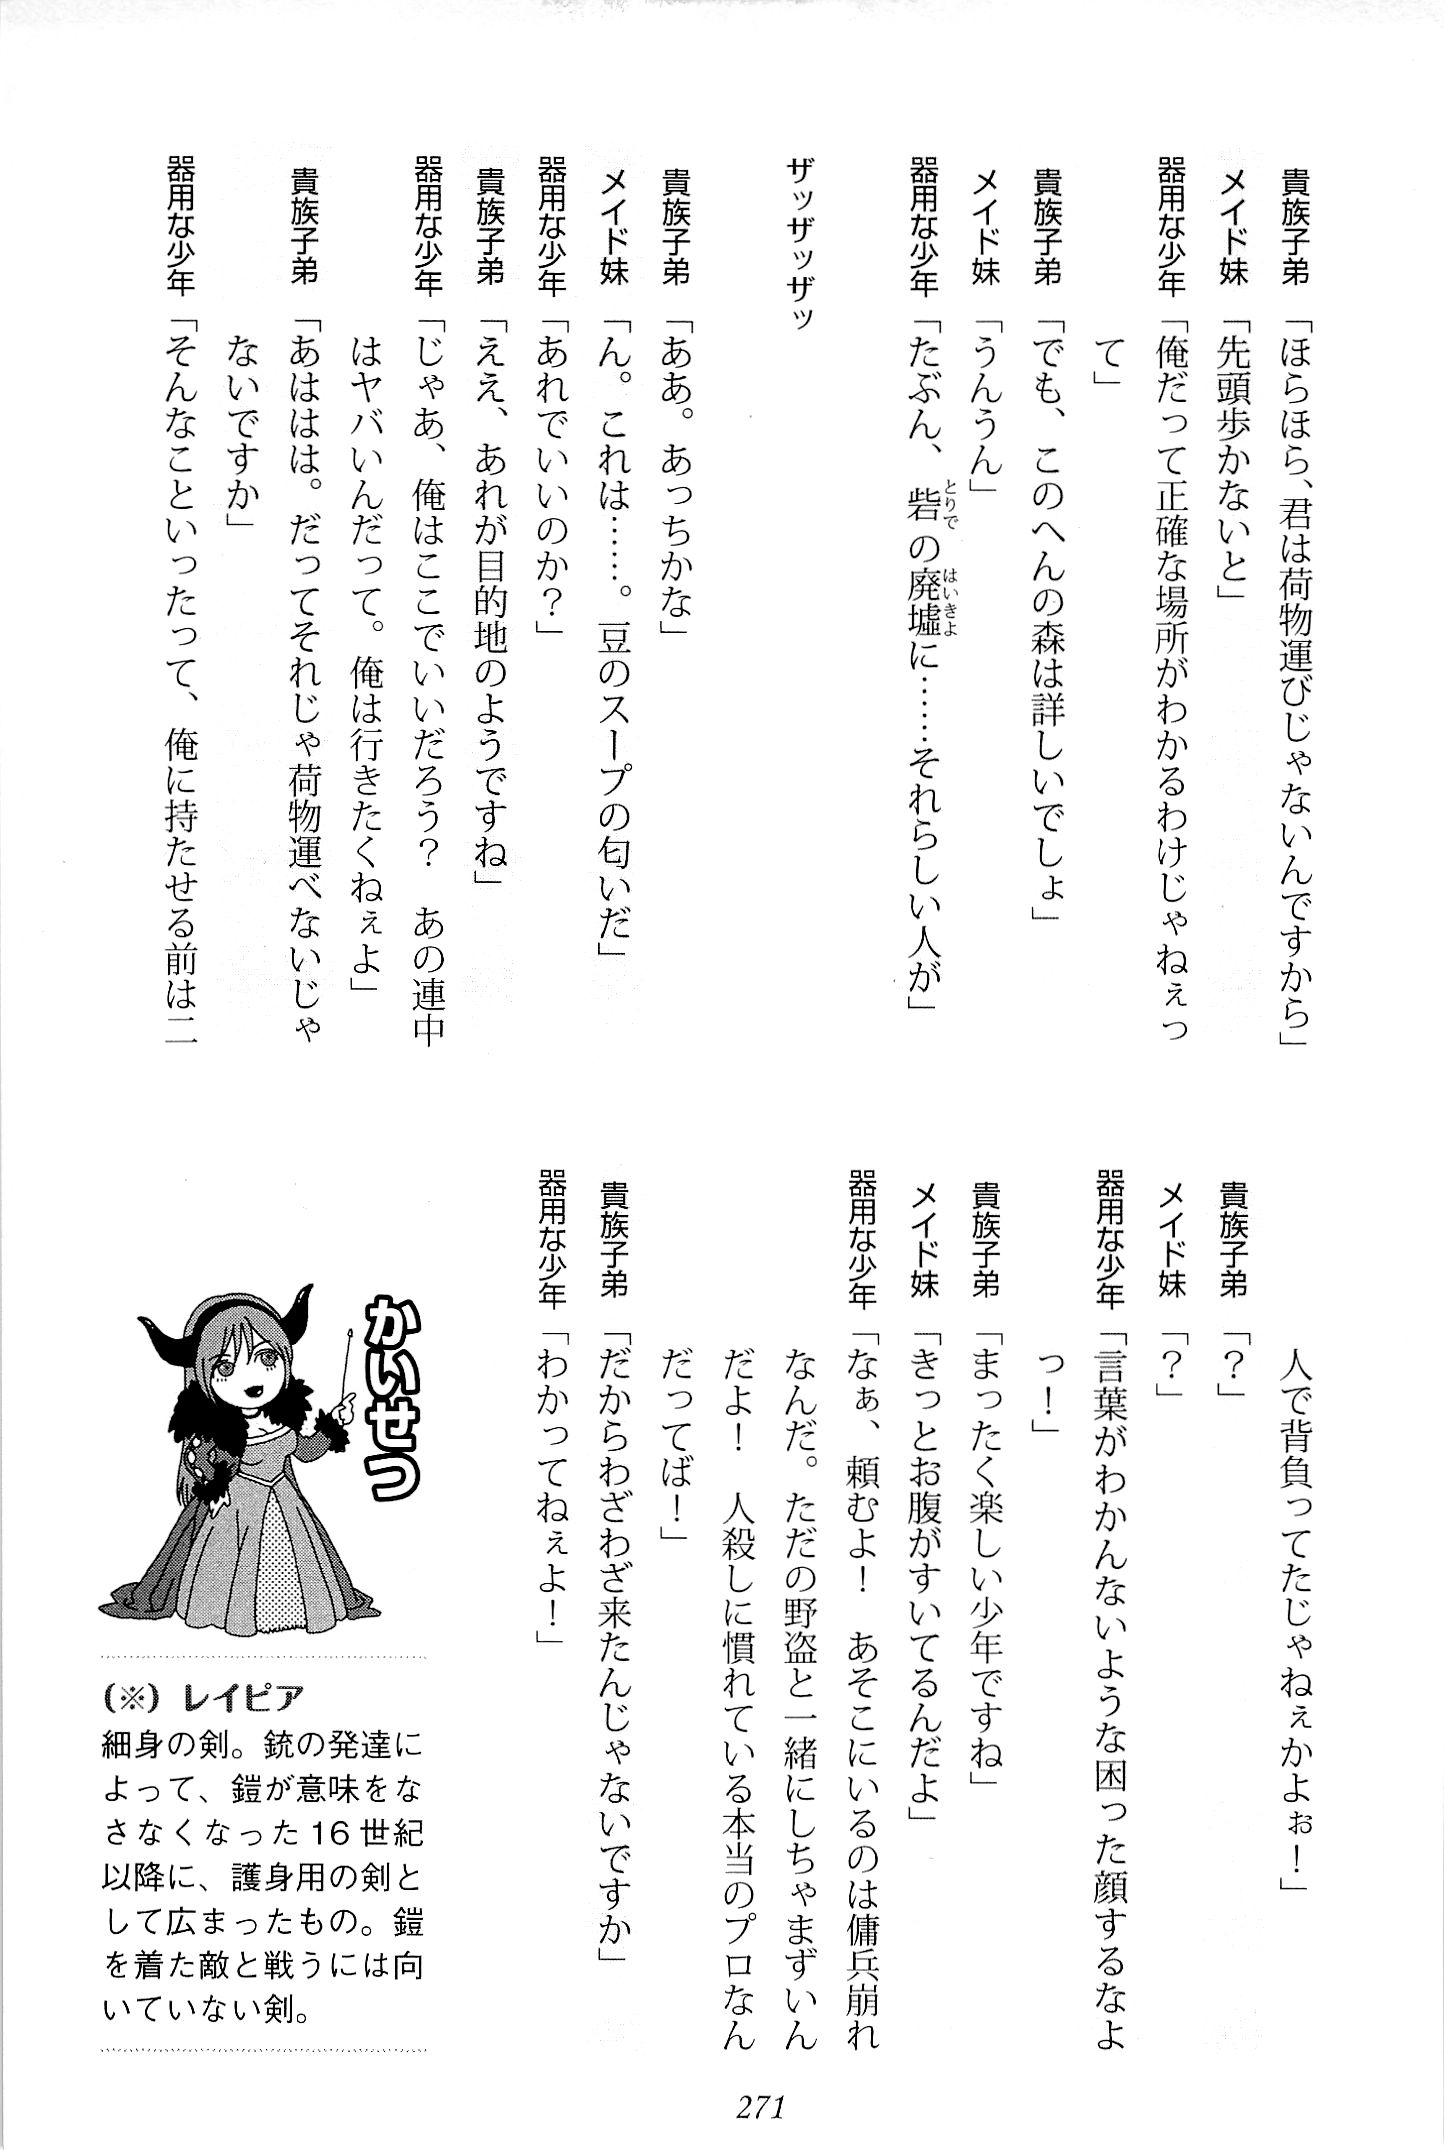 貴族子弟「ほらほら、君は荷物運びじゃないんですから」
メイド妹「先頭歩かないと」
器用な少年「俺だって正確な場所がわかるわけじゃねぇっ
て」
貴族子弟「でも、このへんの森は詳しいでしょ」
メイド妹「うんうん」
器用な少年「たぶん、砦の廃墟に……それらしい人が」
とりで
はいきよ
ザッザッザッ
貴族子弟「ああ。あっちかな」
メイド妹「ん。これは……。豆のスープの匂いだ」
器用な少年「あれでいいのか？」
貴族子弟「ええ、あれが目的地のようですね」
器用な少年「じゃあ、俺はここでいいだろう？　あの連中
はヤバいんだって。俺は行きたくねぇよ」
貴族子弟「あははは。だってそれじゃ荷物運べないじゃ
ないですか」
器用な少年「そんなこといったって、俺に持たせる前は二
人で背負ってたじゃねぇかよぉ！」
貴族子弟「？」
メイド妹「？」
器用な少年「言葉がわかんないような困った顔するなよ
っ！」
貴族子弟「まったく楽しい少年ですね」
メイド妹「きっとお腹がすいてるんだよ」
器用な少年「なぁ、頼むよ！　あそこにいるのは傭兵崩れ
なんだ。ただの野盗と一緒にしちゃまずいん
だよ！　人殺しに慣れている本当のプロなん
だってば！」
貴族子弟「だからわざわざ来たんじゃないですか」
器用な少年「わかってねぇよ！」
かいせつ
(※) レイピア
細身の剣。銃の発達に
よって、鎧が意味をな
さなくなった16世紀
以降に、護身用の剣と
して広まったもの。鎧
を着た敵と戦うには向
いていない剣。
271